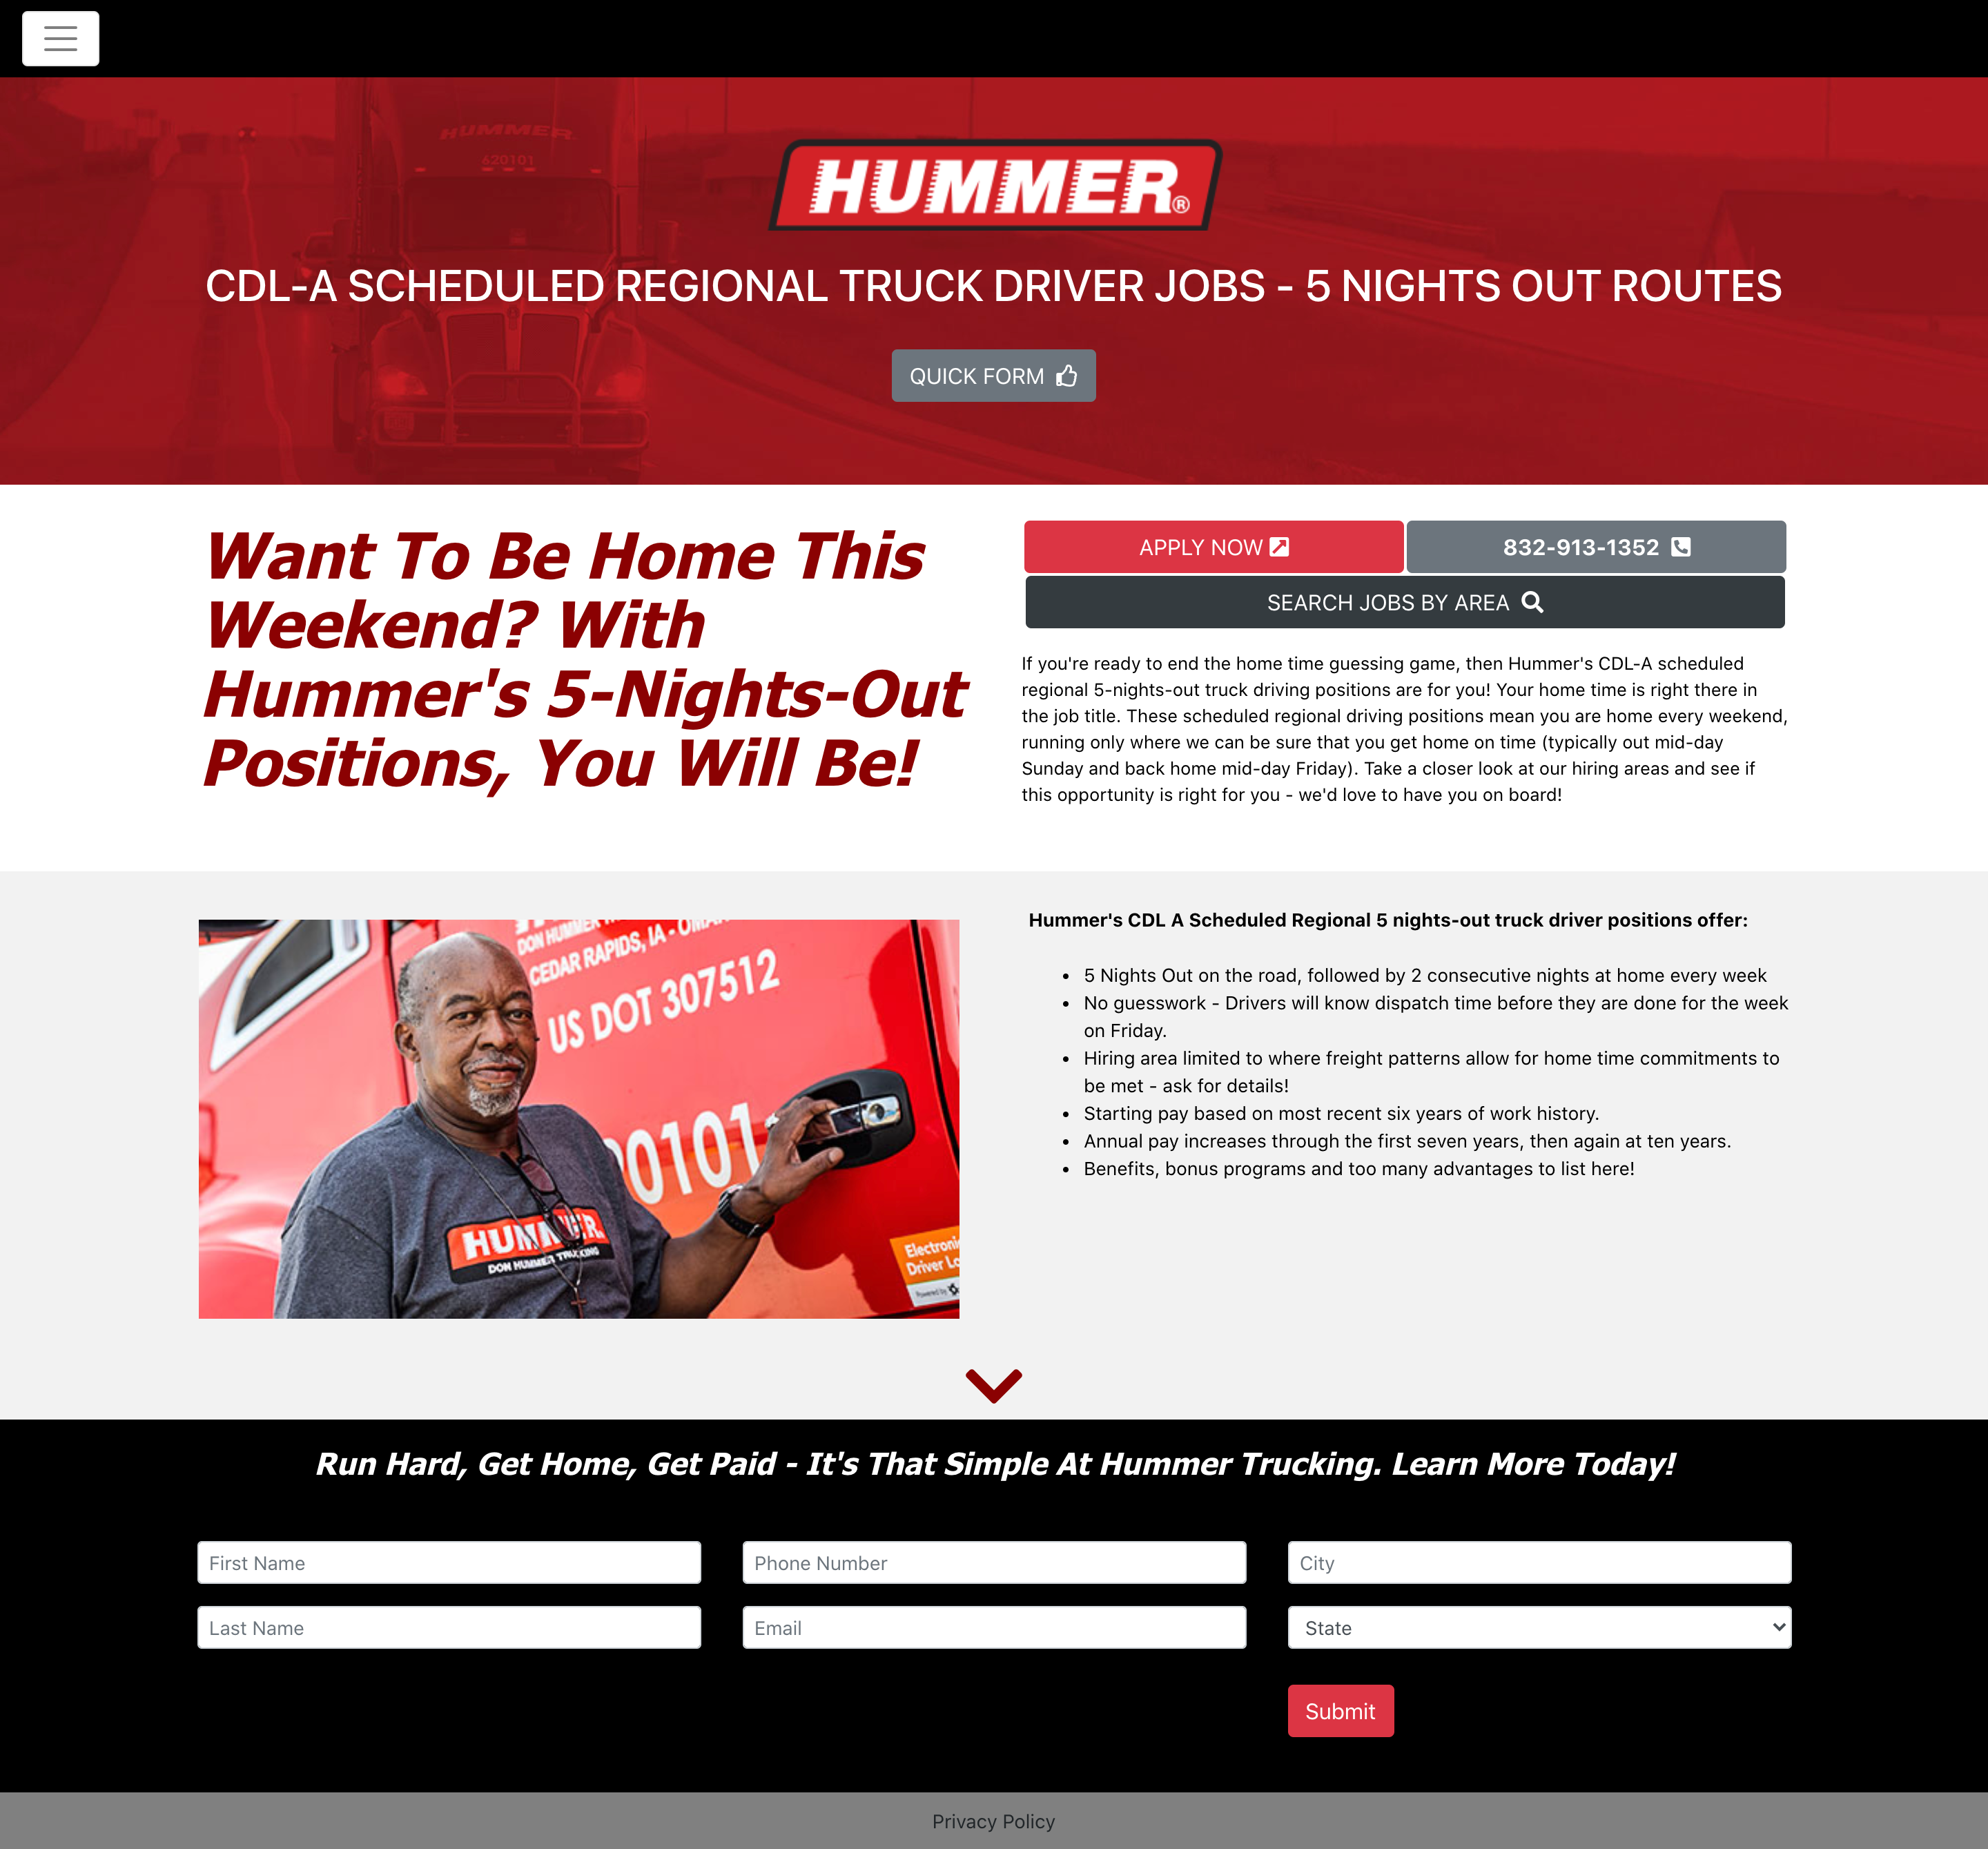 HUMMER
620101
HUMMER®
CDL-A SCHEDULED REGIONAL TRUCK DRIVER JOBS - 5 NIGHTS OUT ROUTES
QUICK FORM
Want To Be Home This
Weekend? With
Hummer's 5-Nights-Out
Positions, You Will Be!
APPLY NOW
832-913-1352
SEARCH JOBS BY AREA
If you're ready to end the home time guessing game, then Hummer's CDL-A scheduled
regional 5-nights-out truck driving positions are for you! Your home time is right there in
the job title. These scheduled regional driving positions mean you are home every weekend,
running only where we can be sure that you get home on time (typically out mid-day
Sunday and back home mid-day Friday). Take a closer look at our hiring areas and see if
this opportunity is right for you - we'd love to have you on board!
DON HUMMER
CEDAR RAPIDS, IA - OMA
US DOT 307512
0101
HUMMER
DON HUMMER TRUCKING
Electroni
Driver Lo
Powered by
Hummer's CDL A Scheduled Regional 5 nights-out truck driver positions offer:
• 5 Nights Out on the road, followed by 2 consecutive nights at home every week
• No guesswork - Drivers will know dispatch time before they are done for the week
on Friday.
• Hiring area limited to where freight patterns allow for home time commitments to
be met - ask for details!
• Starting pay based on most recent six years of work history.
• Annual pay increases through the first seven years, then again at ten years.
• Benefits, bonus programs and too many advantages to list here!
Run Hard, Get Home, Get Paid - It's That Simple At Hummer Trucking. Learn More Today!
First Name
Phone Number
City
Last Name
Email
State
Submit
Privacy Policy